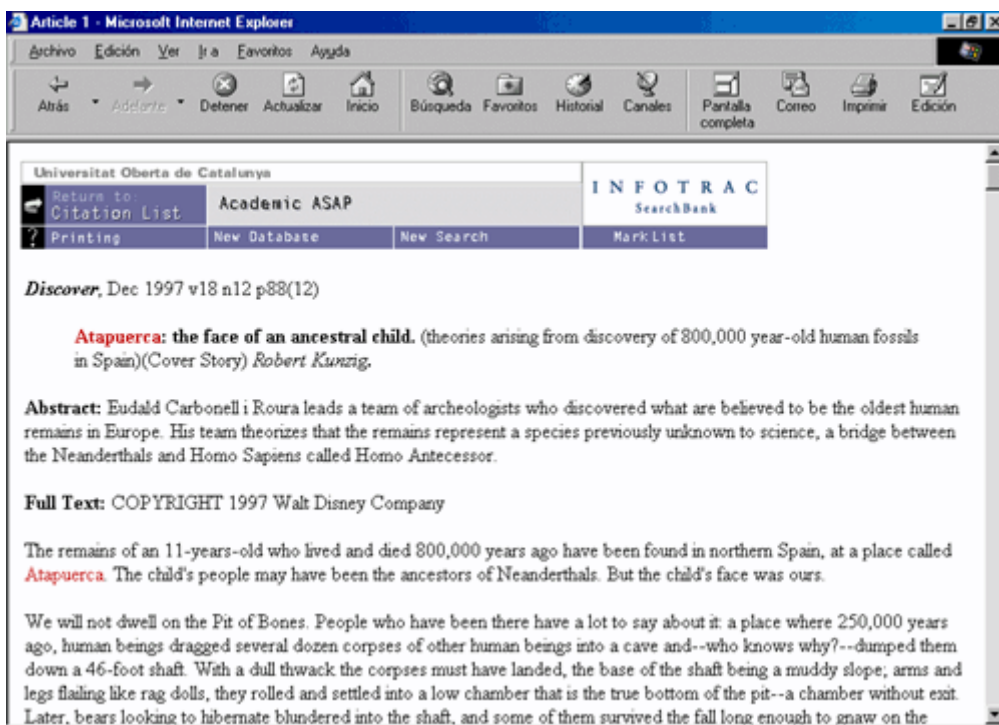 Article 1 - Microsoft Internet Explorer
Archivo Edición Ver Ir a Favoritos Ayuda
Atrás Adelante Detener Actualizar Inicio Búsqueda Favoritos Historial Canales Pantalla completa Correo Imprimir Edición
Universitat Oberta de Catalunya
Return to:
Citation List
Academic ASAP
INFOTRAC
SearchBank
? Printing New Database New Search Mark List
Discover, Dec 1997 v18 n12 p88(12)
Atapuerca: the face of an ancestral child. (theories arising from discovery of 800,000 year-old human fossils
in Spain)(Cover Story) Robert Kunzig.
Abstract: Eudald Carbonell i Roura leads a team of archeologists who discovered what are believed to be the oldest human
remains in Europe. His team theorizes that the remains represent a species previously unknown to science, a bridge between
the Neanderthals and Homo Sapiens called Homo Antecessor.
Full Text: COPYRIGHT 1997 Walt Disney Company
The remains of an 11-years-old who lived and died 800,000 years ago have been found in northern Spain, at a place called
Atapuerca. The child's people may have been the ancestors of Neanderthals. But the child's face was ours.
We will not dwell on the Pit of Bones. People who have been there have a lot to say about it: a place where 250,000 years
ago, human beings dragged several dozen corpses of other human beings into a cave and--who knows why?--dumped them
down a 46-foot shaft. With a dull thwack the corpses must have landed, the base of the shaft being a muddy slope; arms and
legs flailing like rag dolls, they rolled and settled into a low chamber that is the true bottom of the pit--a chamber without exit.
Later, bears looking to hibernate blundered into the shaft, and some of them survived the fall long enough to gnaw on the